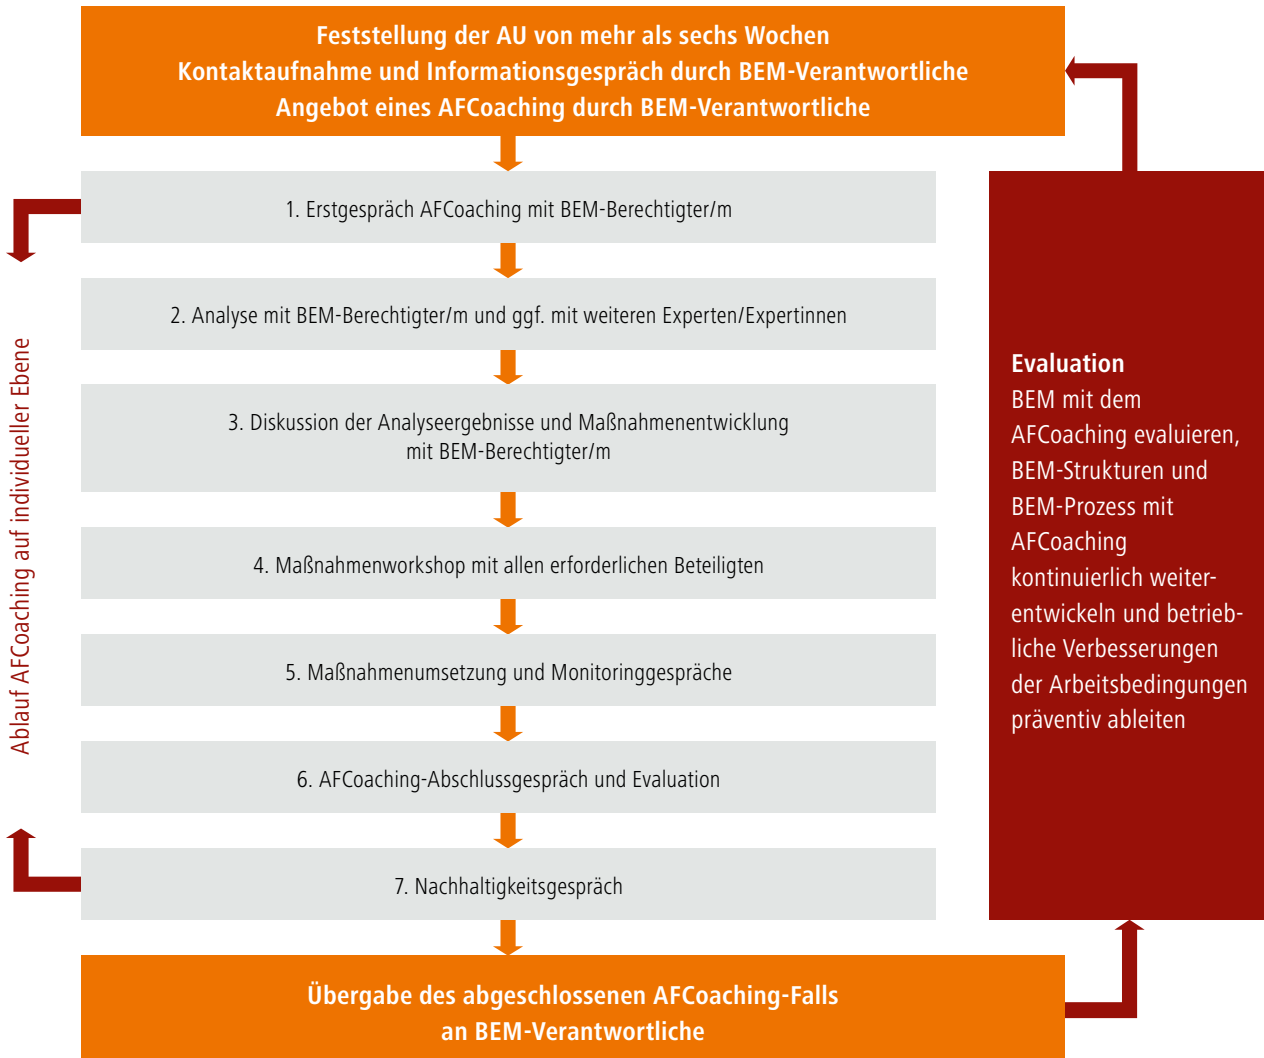 Feststellung der AU von mehr als sechs Wochen
Kontaktaufnahme und Informationsgespräch durch BEM-Verantwortliche
Angebot eines AFCoaching durch BEM-Verantwortliche
Ablauf AFCoaching auf individueller Ebene
1. Erstgespräch AFCoaching mit BEM-Berechtigter/m
2. Analyse mit BEM-Berechtigter/m und ggf. mit weiteren Experten/Expertinnen
3. Diskussion der Analyseergebnisse und Maßnahmenentwicklung
mit BEM-Berechtigter/m
4. Maßnahmenworkshop mit allen erforderlichen Beteiligten
5. Maßnahmenumsetzung und Monitoringgespräche
6. AFCoaching-Abschlussgespräch und Evaluation
7. Nachhaltigkeitsgespräch
Übergabe des abgeschlossenen AFCoaching-Falls
an BEM-Verantwortliche
Evaluation
BEM mit dem
AFCoaching evaluieren,
BEM-Strukturen und
BEM-Prozess mit
AFCoaching
kontinuierlich weiter-
entwickeln und betrieb-
liche Verbesserungen
der Arbeitsbedingungen
präventiv ableiten